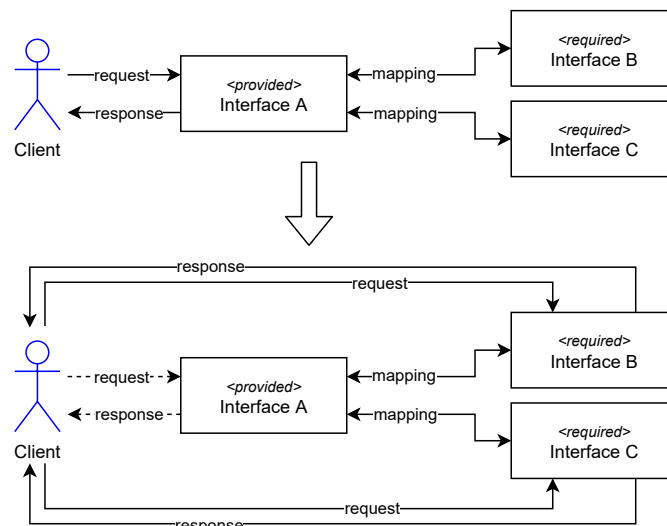 request
response
Client
<provided>
Interface A
mapping
mapping
<required>
Interface B
<required>
Interface C
response
request
request
response
Client
<provided>
Interface A
mapping
mapping
<required>
Interface B
<required>
Interface C
request
response